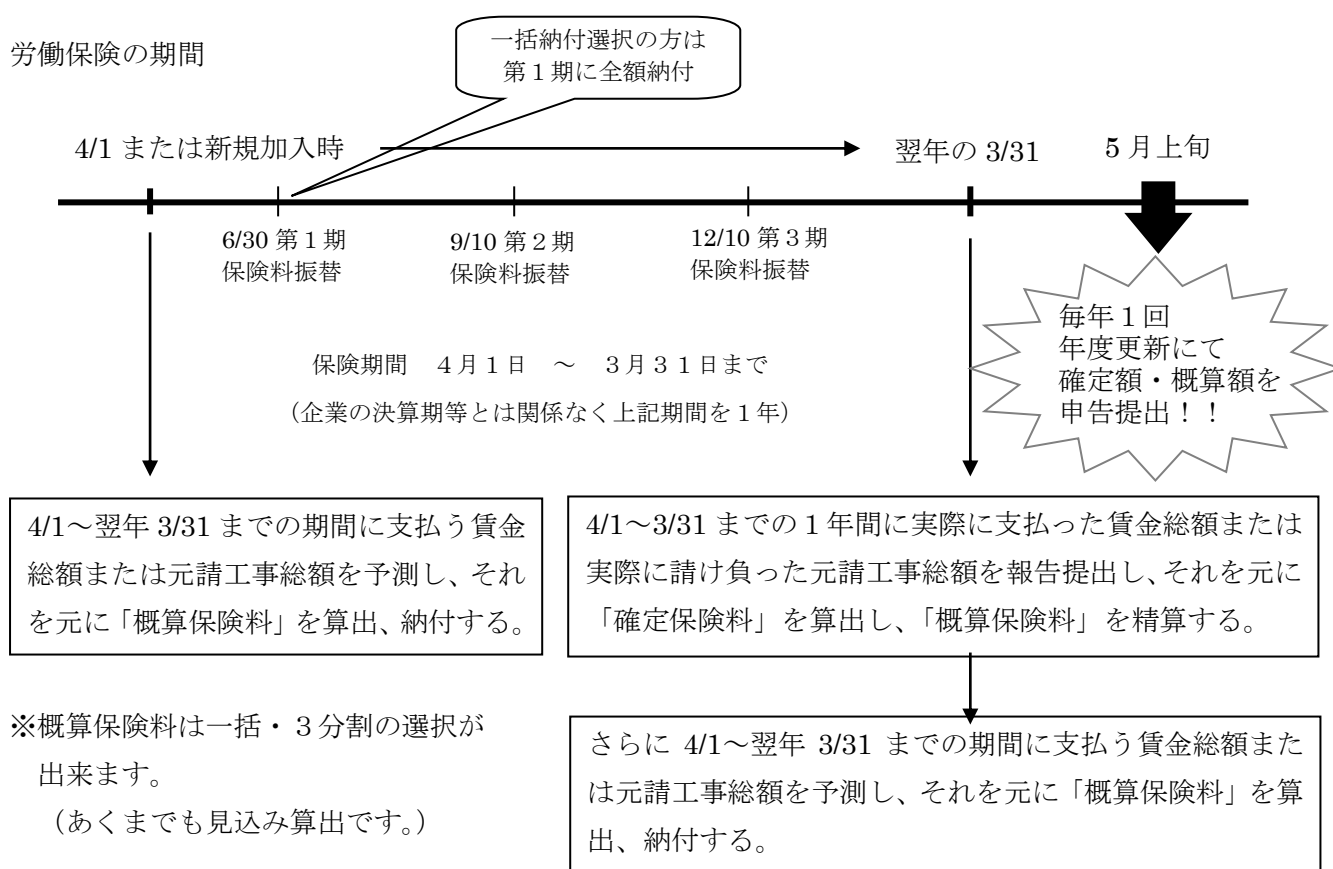 労働保険の期間
一括納付選択の方は
第１期に全額納付
4/1 または新規加入時
翌年の 3/31
5 月上旬
6/30 第１期
保険料振替
9/10 第２期
保険料振替
12/10 第３期
保険料振替
毎年１回
年度更新にて
確定額・概算額を
申告提出！！
保険期間　４月１日　～　３月３１日まで
（企業の決算期等とは関係なく上記期間を１年）
4/1～翌年 3/31 までの期間に支払う賃金
総額または元請工事総額を予測し、それ
を元に「概算保険料」を算出、納付する。
4/1～3/31 までの１年間に実際に支払った賃金総額または
実際に請け負った元請工事総額を報告提出し、それを元に
「確定保険料」を算出し、「概算保険料」を精算する。
※概算保険料は一括・３分割の選択が
出来ます。
（あくまでも見込み算出です。）
さらに 4/1～翌年 3/31 までの期間に支払う賃金総額また
は元請工事総額を予測し、それを元に「概算保険料」を算
出、納付する。